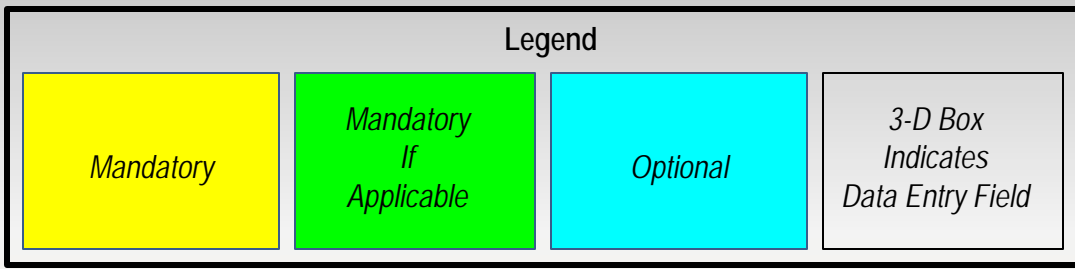 Legend
Mandatory
Mandatory
If
Applicable
Optional
3-D Box
Indicates
Data Entry Field